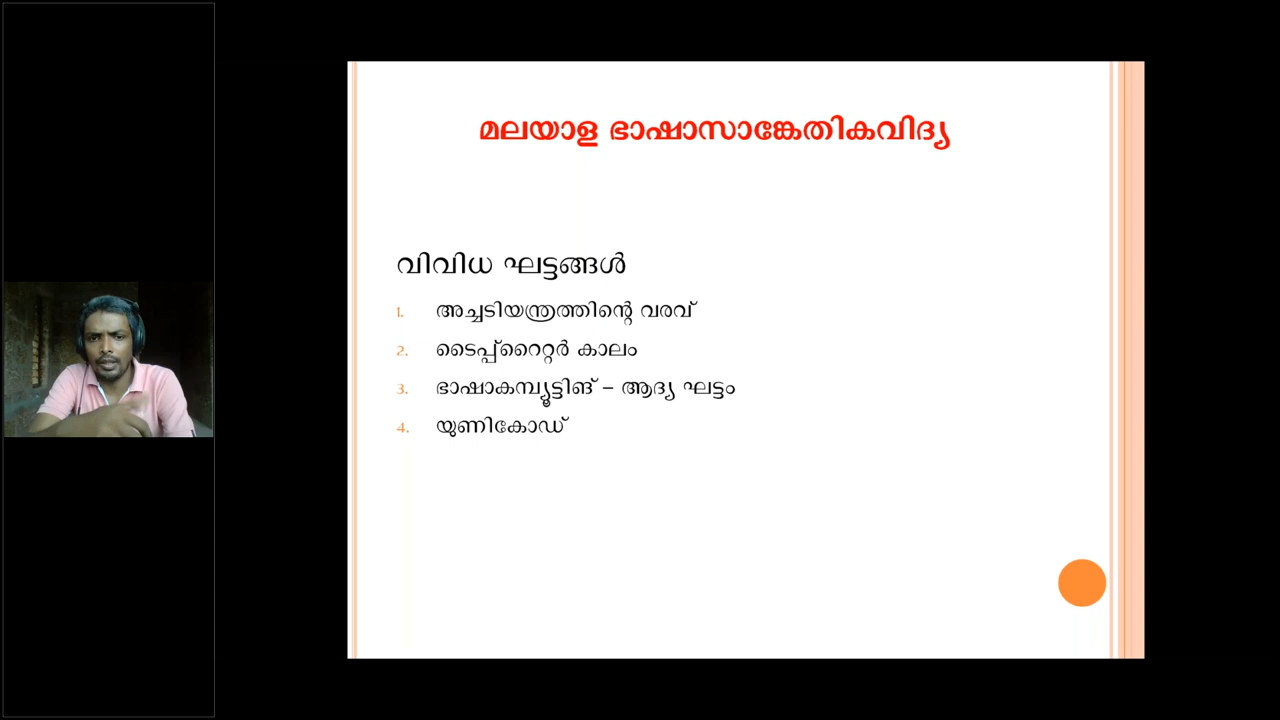 മലയാള ഭാഷാസാങ്കേതികവിദ്യ
വിവിധ ഘട്ടങ്ങൾ
1. അച്ചടിയന്ത്രത്തിന്റെ വരവ്
2. ടൈപ്പ്റൈറ്റർ കാലം
3. ഭാഷാകമ്പ്യൂട്ടിങ് – ആദ്യ ഘട്ടം
4. യുണികോഡ്